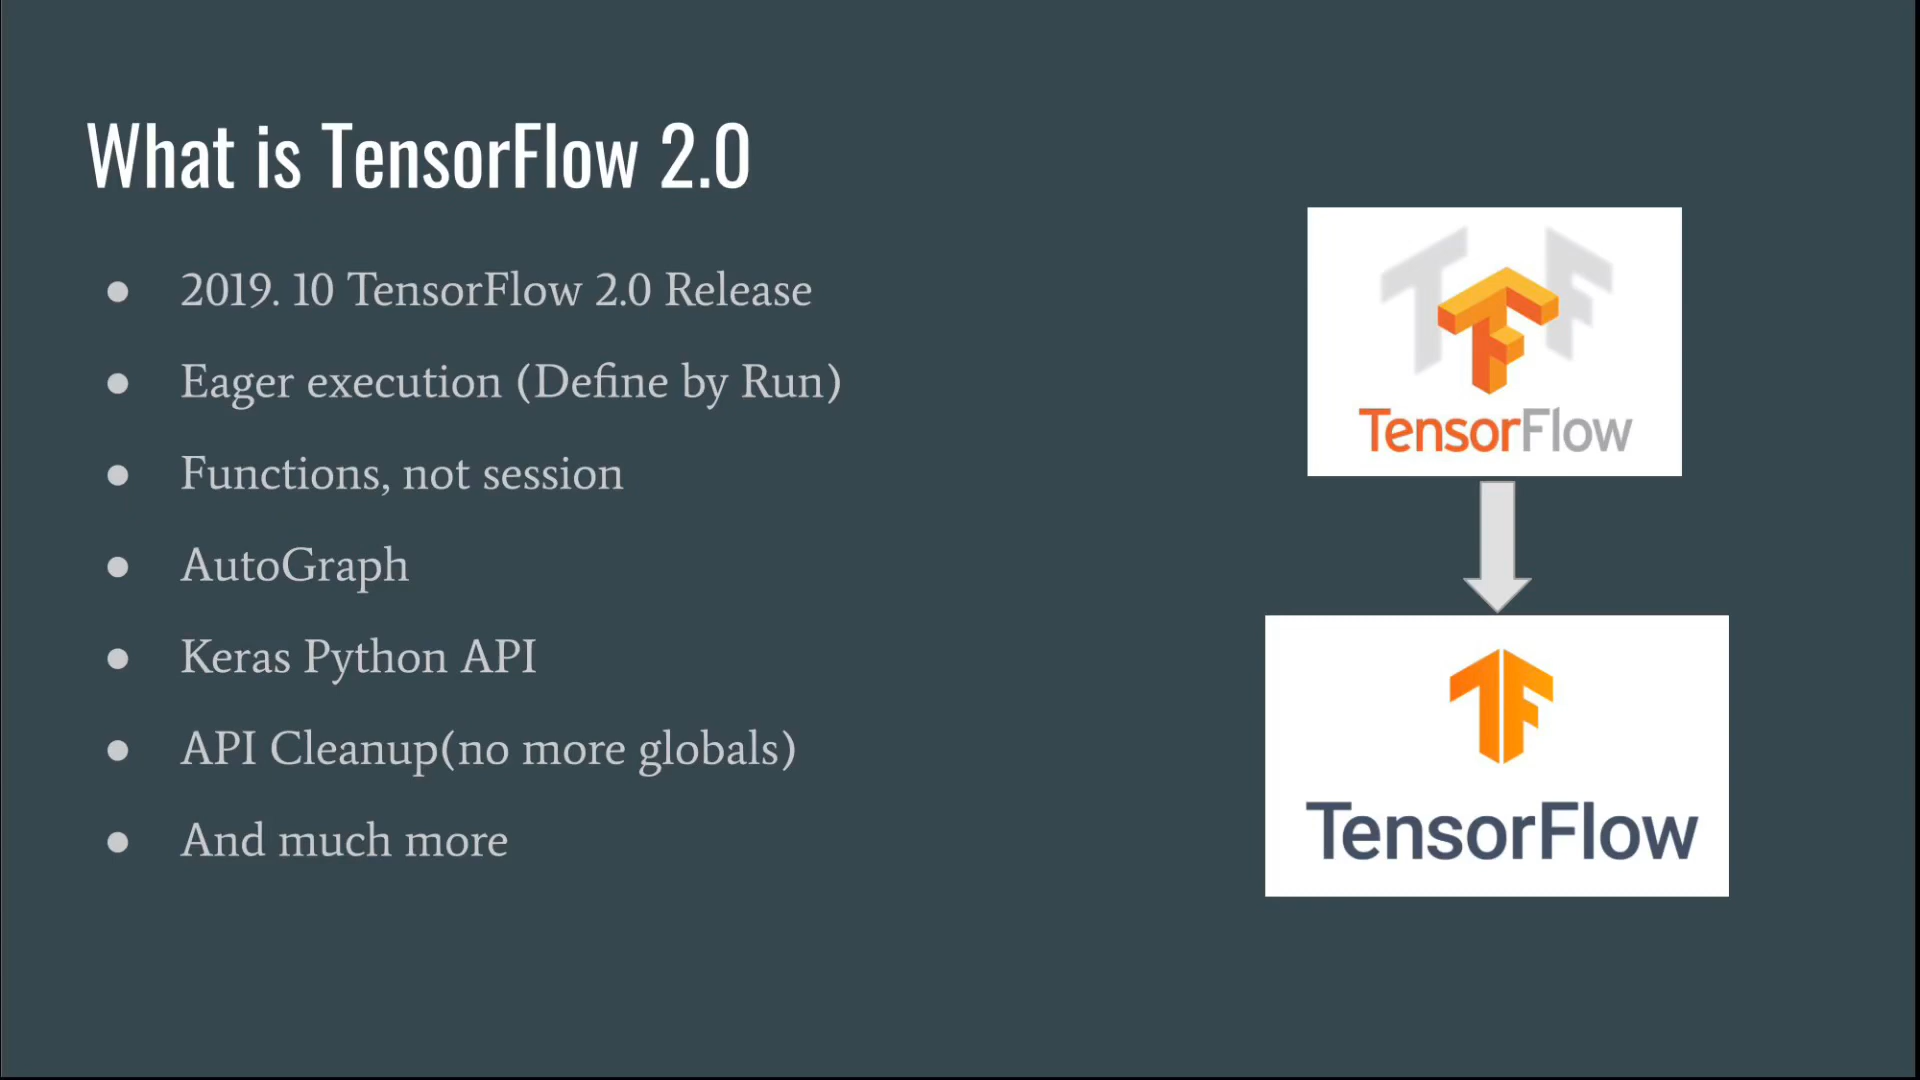 What is TensorFlow 2.0
● 2019. 10 TensorFlow 2.0 Release
● Eager execution (Define by Run)
● Functions, not session
● AutoGraph
● Keras Python API
● API Cleanup(no more globals)
● And much more
TensorFlow
TensorFlow